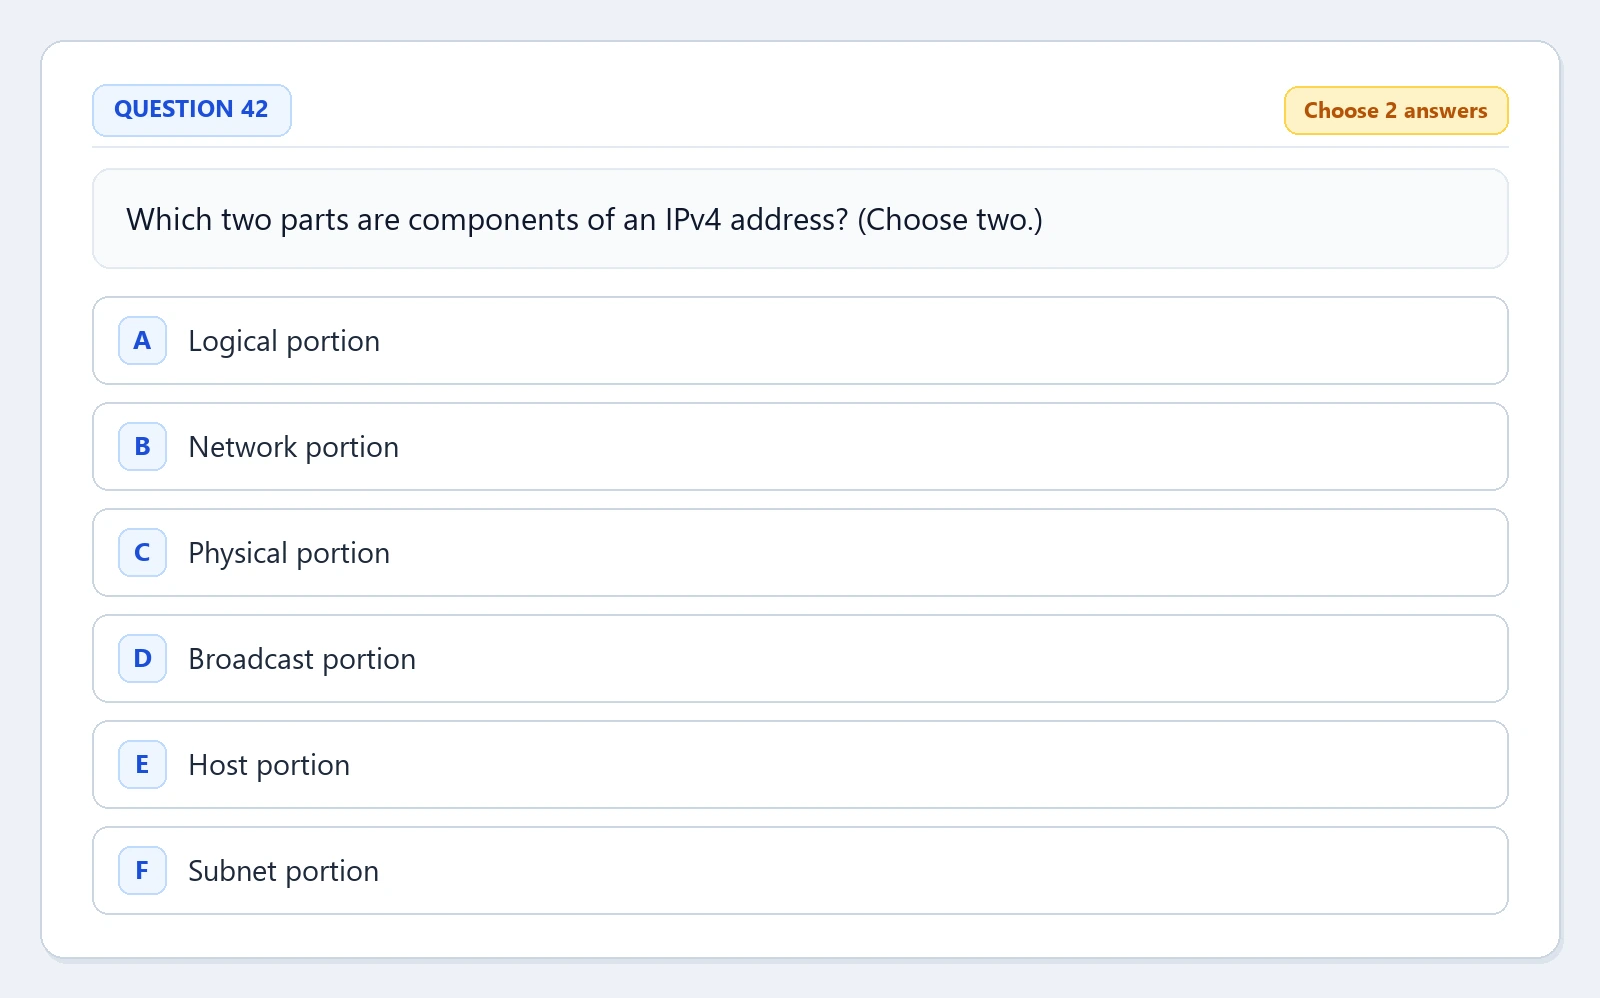 QUESTION 42
Choose 2 answers
Which two parts are components of an IPv4 address? (Choose two.)
A Logical portion
B Network portion
C Physical portion
D Broadcast portion
E Host portion
F Subnet portion